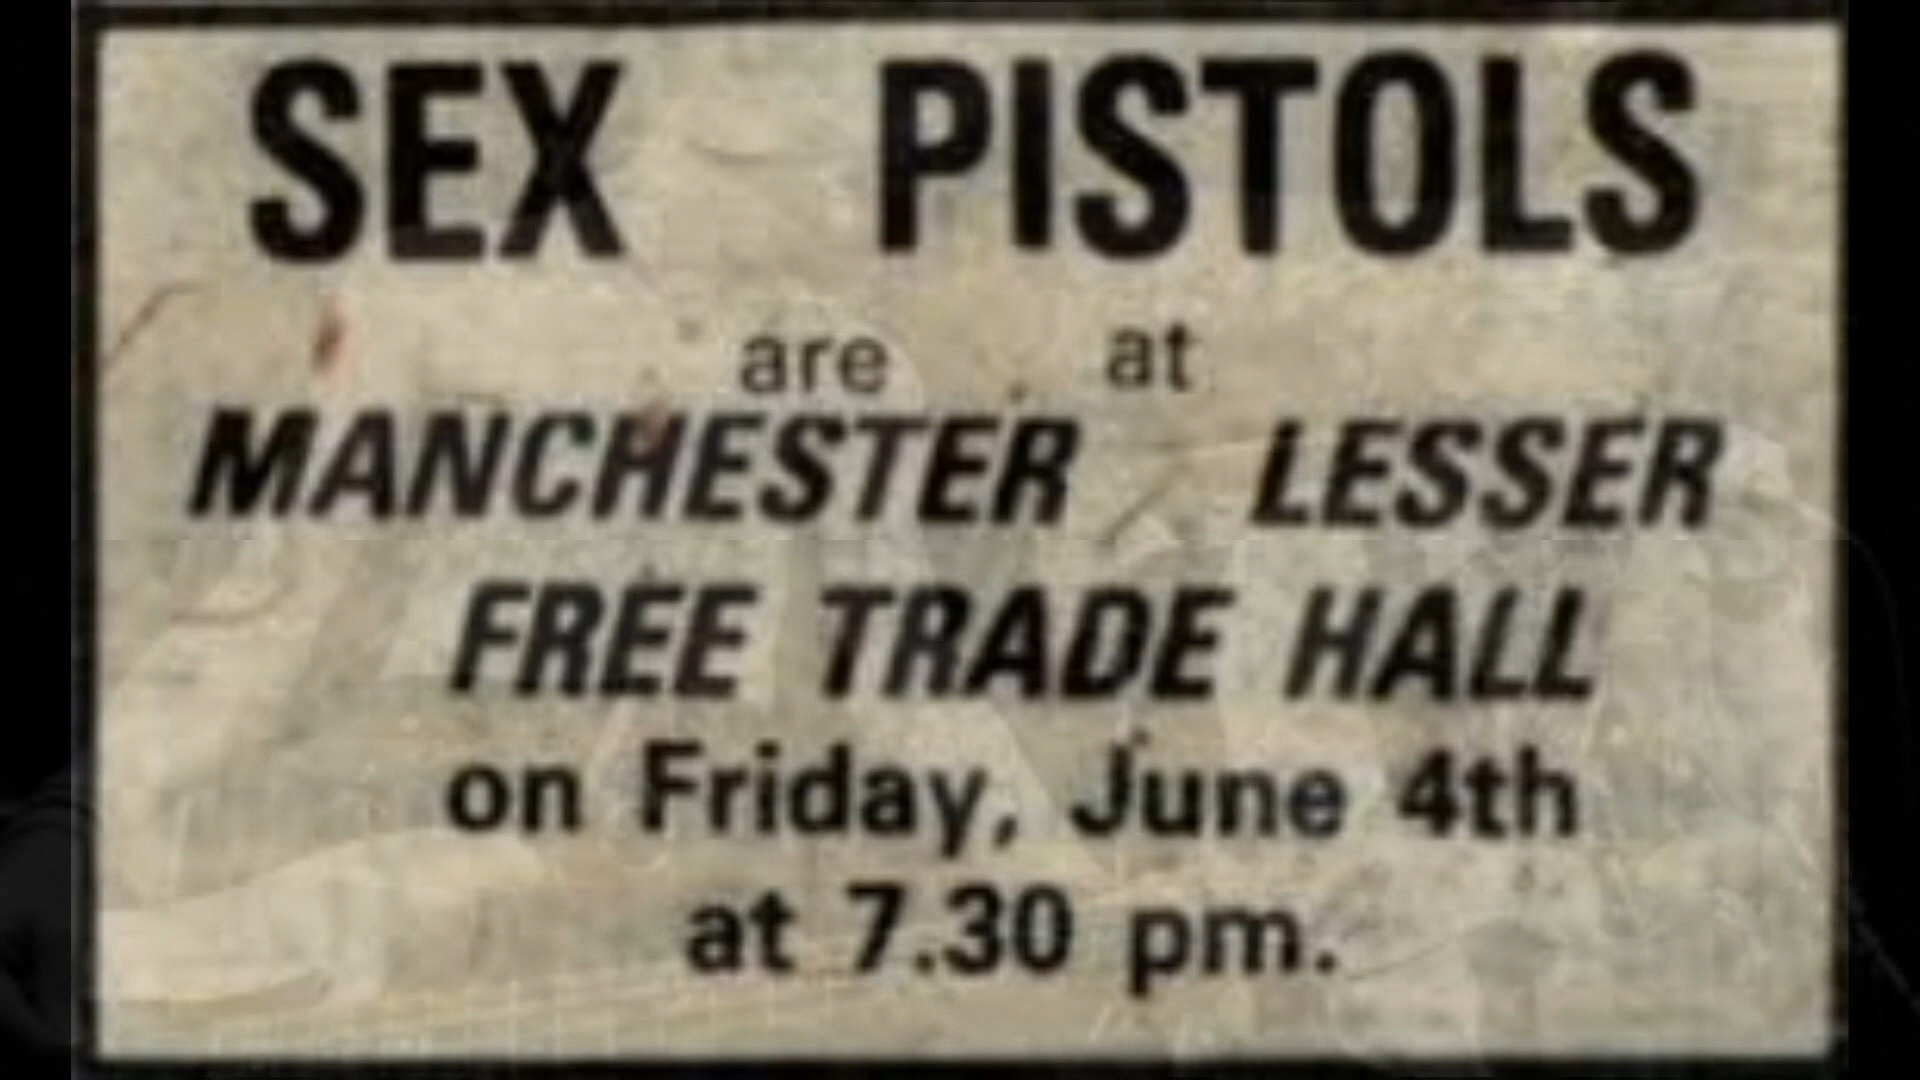 SEX PISTOLS
are at
MANCHESTER LESSER
FREE TRADE HALL
on Friday, June 4th
at 7.30 pm.